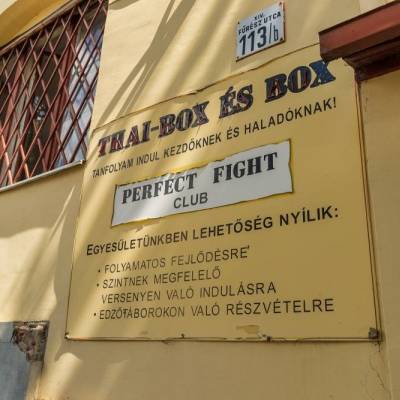 XIV.
FŰRÉSZ UTCA
113/b
THAI-BOX ÉS BOX
TANFOLYAM INDUL KEZDŐKNEK ÉS HALADÓKNAK!
PERFECT FIGHT
CLUB
EGYESÜLETÜNKBEN LEHETŐSÉG NYÍLIK:
• FOLYAMATOS FEJLŐDÉSRE
• SZINTNEK MEGFELELŐ
VERSENYEN VALÓ INDULÁSRA
• EDZŐTÁBOROKON VALÓ RÉSZVÉTELRE